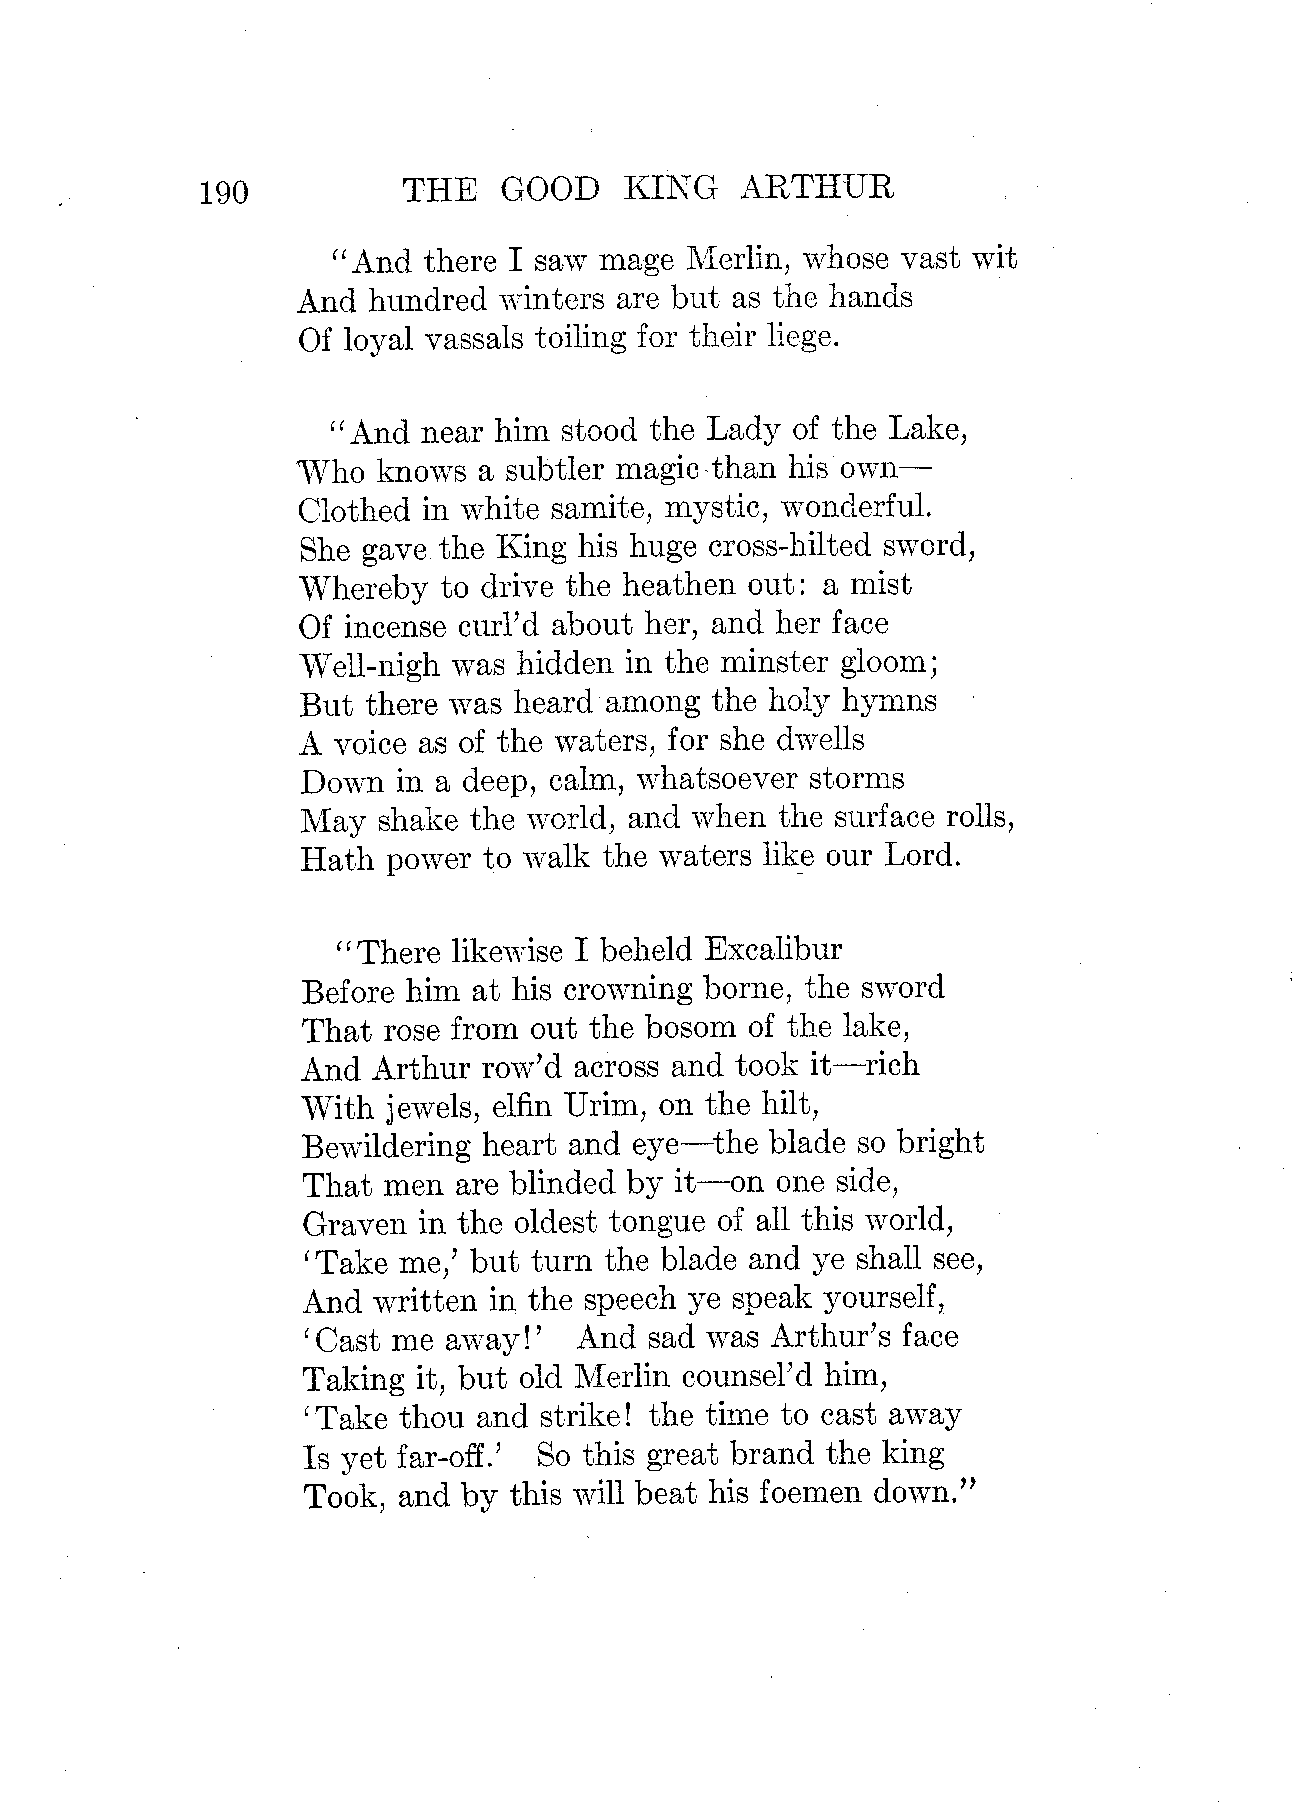 190 THE GOOD KING ARTHUR
"And there I saw mage Merlin, whose vast wit
And hundred winters are but as the hands
Of loyal vassals toiling for their liege.
"And near him stood the Lady of the Lake,
Who knows a subtler magic than his own—
Clothed in white samite, mystic, wonderful.
She gave the King his huge cross-hilted sword,
Whereby to drive the heathen out: a mist
Of incense curl'd about her, and her face
Well-nigh was hidden in the minster gloom;
But there was heard among the holy hymns
A voice as of the waters, for she dwells
Down in a deep, calm, whatsoever storms
May shake the world, and when the surface rolls,
Hath power to walk the waters like our Lord.
"There likewise I beheld Excalibur
Before him at his crowning borne, the sword
That rose from out the bosom of the lake,
And Arthur row'd across and took it—rich
With jewels, elfin Urim, on the hilt,
Bewildering heart and eye—the blade so bright
That men are blinded by it—on one side,
Graven in the oldest tongue of all this world,
'Take me,' but turn the blade and ye shall see,
And written in the speech ye speak yourself,
'Cast me away!' And sad was Arthur's face
Taking it, but old Merlin counsel'd him,
'Take thou and strike! the time to cast away
Is yet far-off.' So this great brand the king
Took, and by this will beat his foemen down."